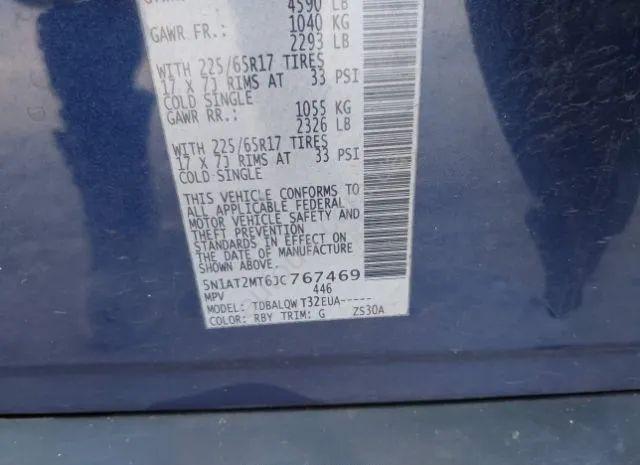 4590 LB
GAWR FR.: 1040 KG
2293 LB
WITH 225/65R17 TIRES
17 X 7J RIMS AT 33 PSI
COLD SINGLE
GAWR RR.: 1055 KG
2326 LB
WITH 225/65R17 TIRES
17 X 7J RIMS AT 33 PSI
COLD SINGLE
THIS VEHICLE CONFORMS TO
ALL APPLICABLE FEDERAL
MOTOR VEHICLE SAFETY AND
THEFT PREVENTION
STANDARDS IN EFFECT ON
THE DATE OF MANUFACTURE
SHOWN ABOVE.
5N1AT2MT6JC767469
MPV 446
MODEL: TDBALQW T32EUA-----
COLOR: RBY TRIM: G ZS30A